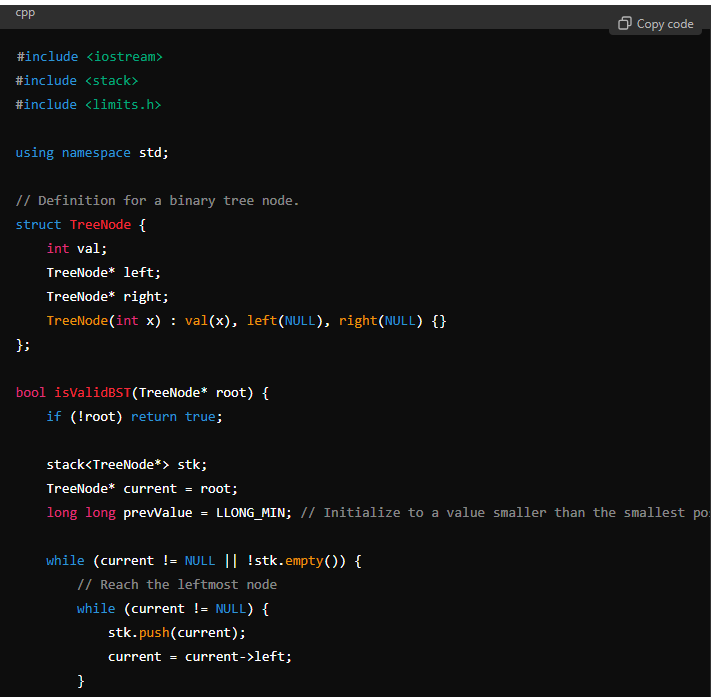 cpp
Copy code
#include <iostream>
#include <stack>
#include <limits.h>
using namespace std;
// Definition for a binary tree node.
struct TreeNode {
    int val;
    TreeNode* left;
    TreeNode* right;
    TreeNode(int x) : val(x), left(NULL), right(NULL) {}
};
bool isValidBST(TreeNode* root) {
    if (!root) return true;
    stack<TreeNode*> stk;
    TreeNode* current = root;
    long long prevValue = LLONG_MIN; // Initialize to a value smaller than the smallest
    while (current != NULL || !stk.empty()) {
        // Reach the leftmost node
        while (current != NULL) {
            stk.push(current);
            current = current->left;
        }